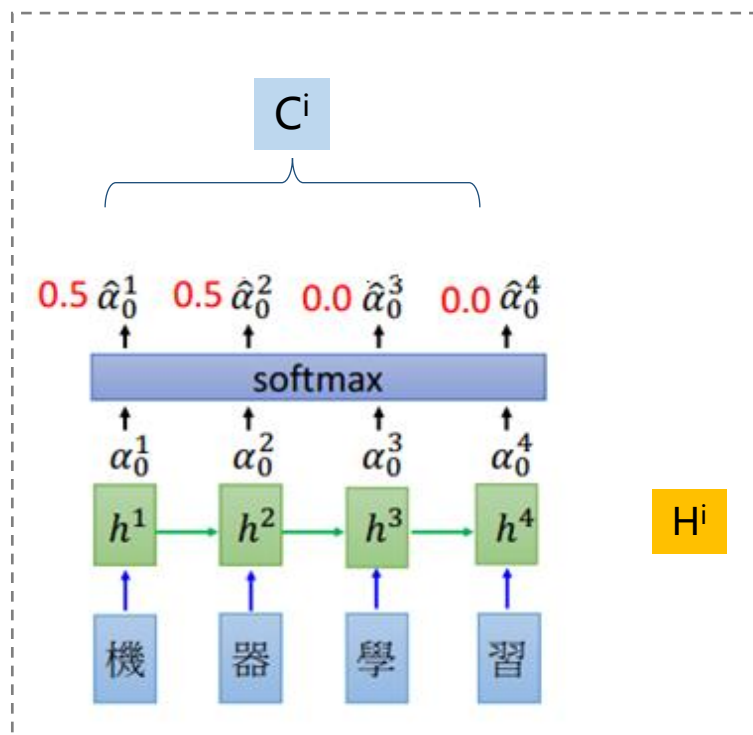 Cⁱ
0.5 α̂₀¹ 0.5 α̂₀² 0.0 α̂₀³ 0.0 α̂₀⁴
softmax
α₀¹ α₀² α₀³ α₀⁴
h¹ h² h³ h⁴
Hⁱ
機 器 學 習